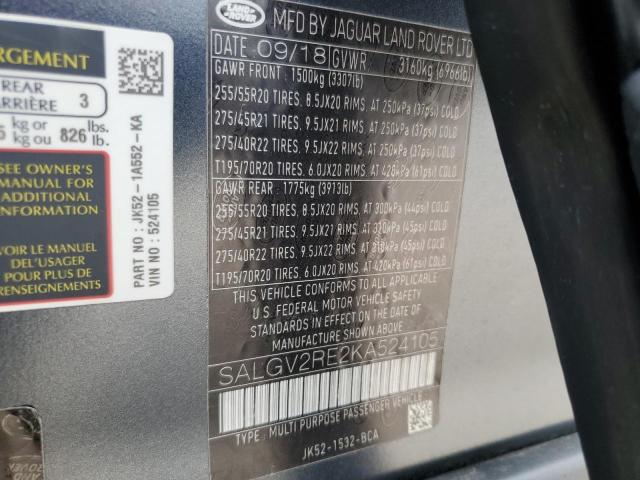 RGEMENT
REAR
ARRIÈRE 3
5 kg or 826 lbs.
kg ou lb.
SEE OWNER'S
MANUAL FOR
ADDITIONAL
INFORMATION
VOIR LE MANUEL
DE L'USAGER
POUR PLUS DE
RENSEIGNEMENTS
PART NO : JK52-1A552-KA
VIN NO : 524105
LAND-
ROVER
MFD BY JAGUAR LAND ROVER LTD
DATE 09/18 GVWR 3160kg (6966lb)
GAWR FRONT : 1500kg (3307lb)
255/55R20 TIRES, 8.5JX20 RIMS, AT 250kPa (37psi) COLD
275/45R21 TIRES, 9.5JX21 RIMS, AT 250kPa (37psi) COLD
275/40R22 TIRES, 9.5JX22 RIMS, AT 250kPa (37psi) COLD
T195/70R20 TIRES, 6.0JX20 RIMS, AT 420kPa (61psi) COLD
GAWR REAR : 1775kg (3913lb)
255/55R20 TIRES, 8.5JX20 RIMS, AT 300kPa (44psi) COLD
275/45R21 TIRES, 9.5JX21 RIMS, AT 310kPa (45psi) COLD
275/40R22 TIRES, 9.5JX22 RIMS, AT 310kPa (45psi) COLD
T195/70R20 TIRES, 6.0JX20 RIMS, AT 420kPa (61psi) COLD
THIS VEHICLE CONFORMS TO ALL APPLICABLE
U.S. FEDERAL MOTOR VEHICLE SAFETY
STANDARDS IN EFFECT ON THE DATE OF
MANUFACTURE SHOWN ABOVE
SALGV2RE2KA524105
TYPE : MULTI PURPOSE PASSENGER VEHICLE
JK52-1532-BCA
LAND
ROVER